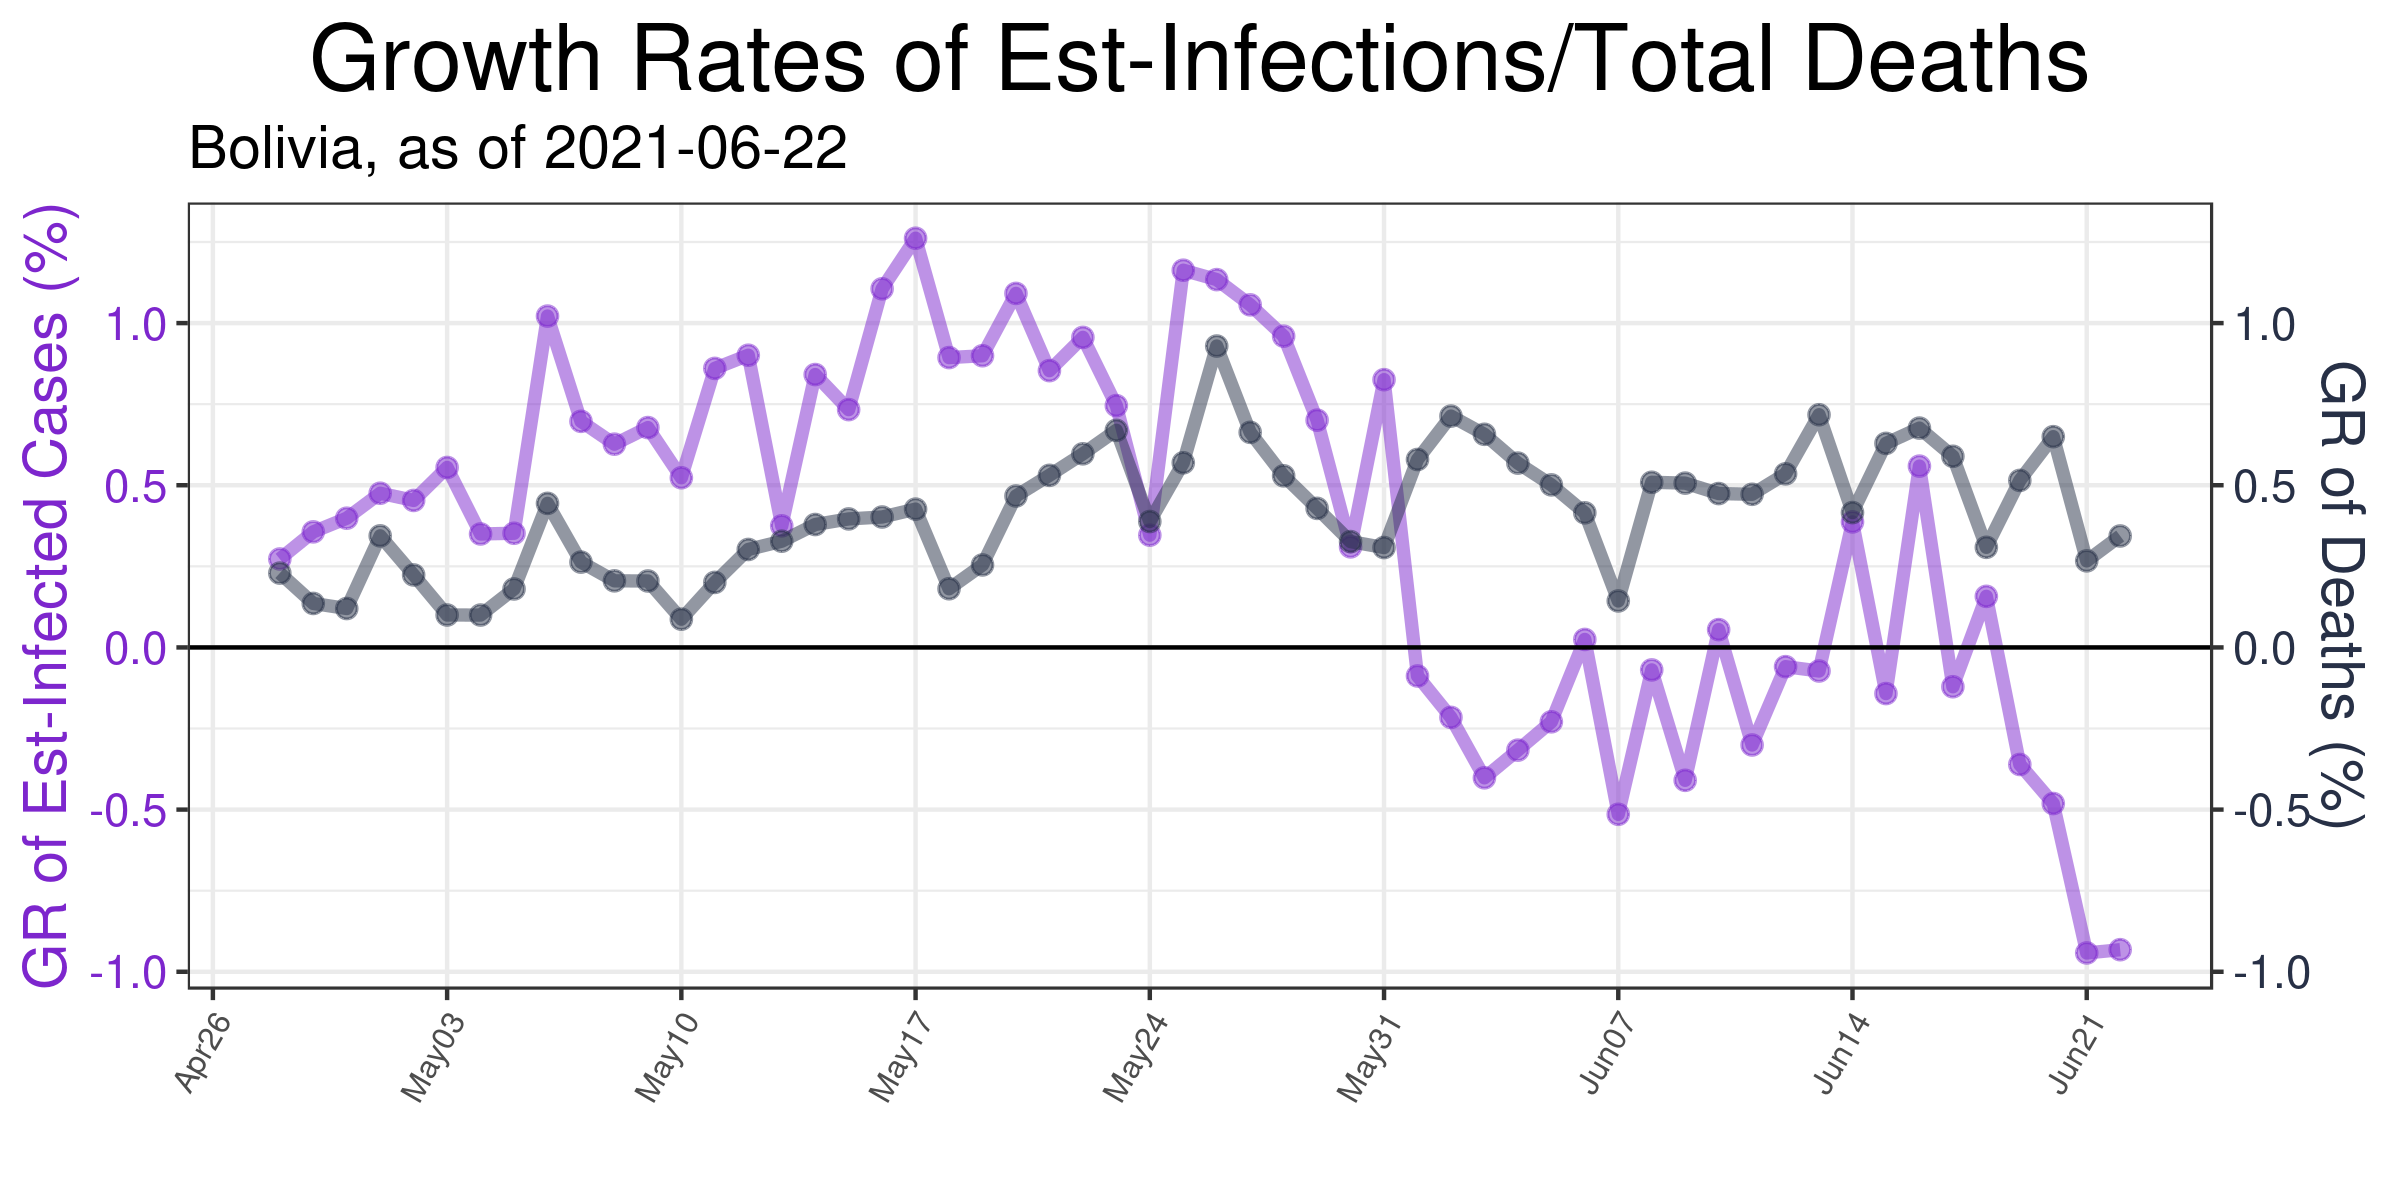 Growth Rates of Est-Infections/Total Deaths
Bolivia, as of 2021-06-22
GR of Est-Infected Cases (%)
1.0
0.5
0.0
-0.5
-1.0
1.0
0.5
0.0
-0.5
-1.0
GR of Deaths (%)
Apr26
May03
May10
May17
May24
May31
Jun07
Jun14
Jun21